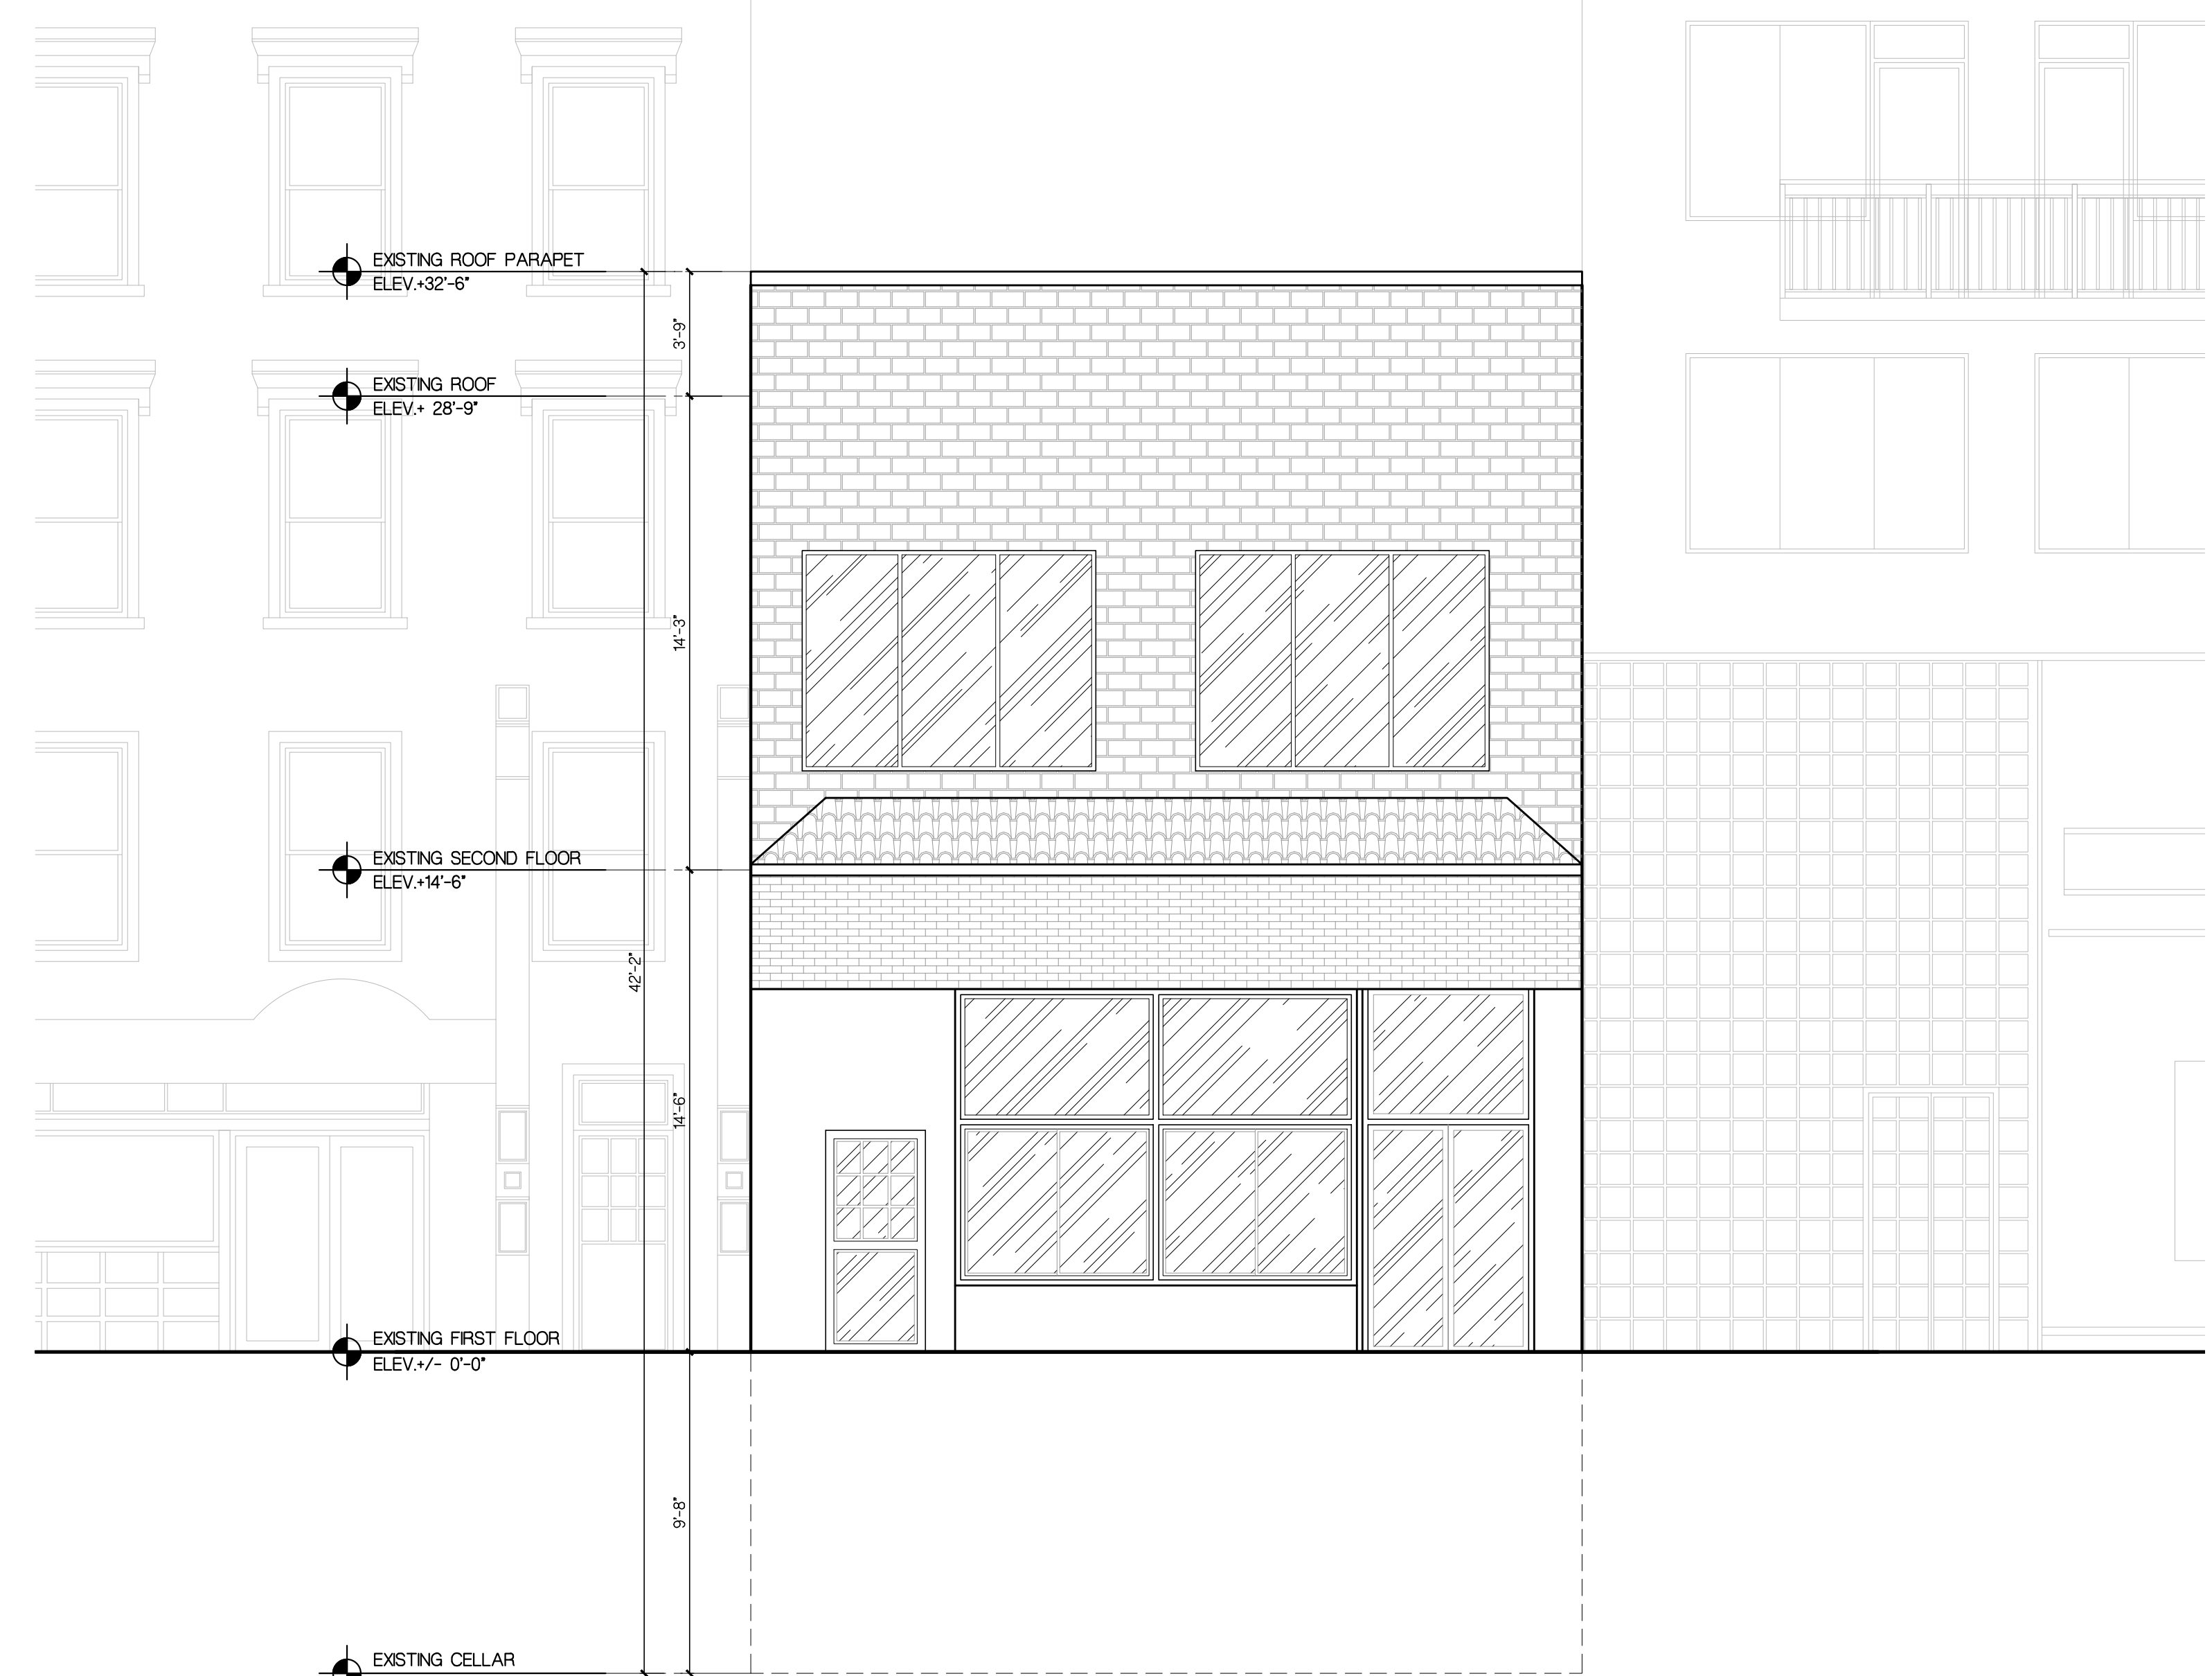 EXISTING ROOF PARAPET
ELEV.+32'-6"
3'-9"
EXISTING ROOF
ELEV.+ 28'-9"
14'-3"
EXISTING SECOND FLOOR
ELEV.+14'-6"
42'-2"
14'-6"
EXISTING FIRST FLOOR
ELEV.+/- 0'-0"
9'-8"
EXISTING CELLAR